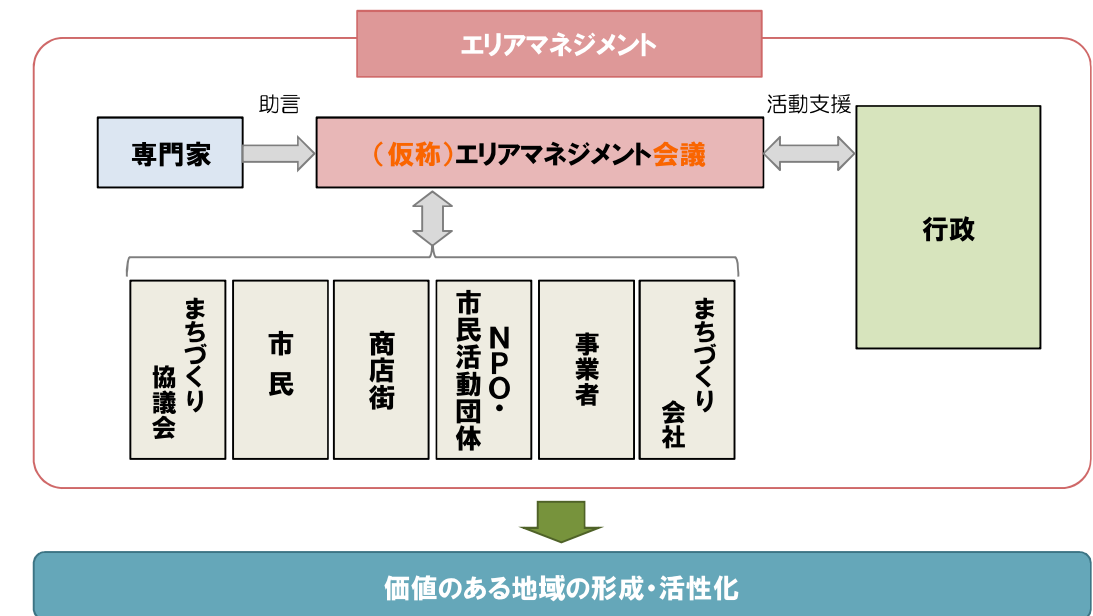 エリアマネジメント
助言
活動支援
専門家
（仮称）エリアマネジメント会議
行政
まちづくり
協議会
市民
商店街
NPO・
市民活動団体
事業者
まちづくり
会社
価値のある地域の形成・活性化